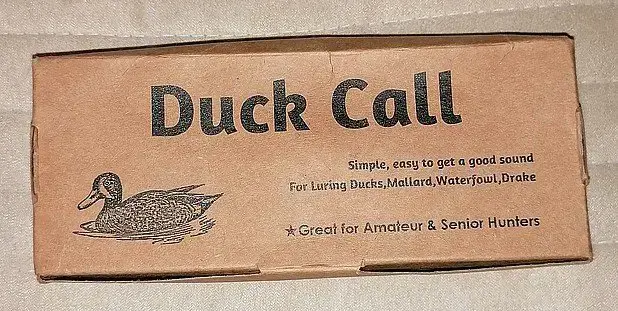 Duck Call
Simple, easy to get a good sound
For Luring Ducks,Mallard,Waterfowl,Drake
★Great for Amateur & Senior Hunters